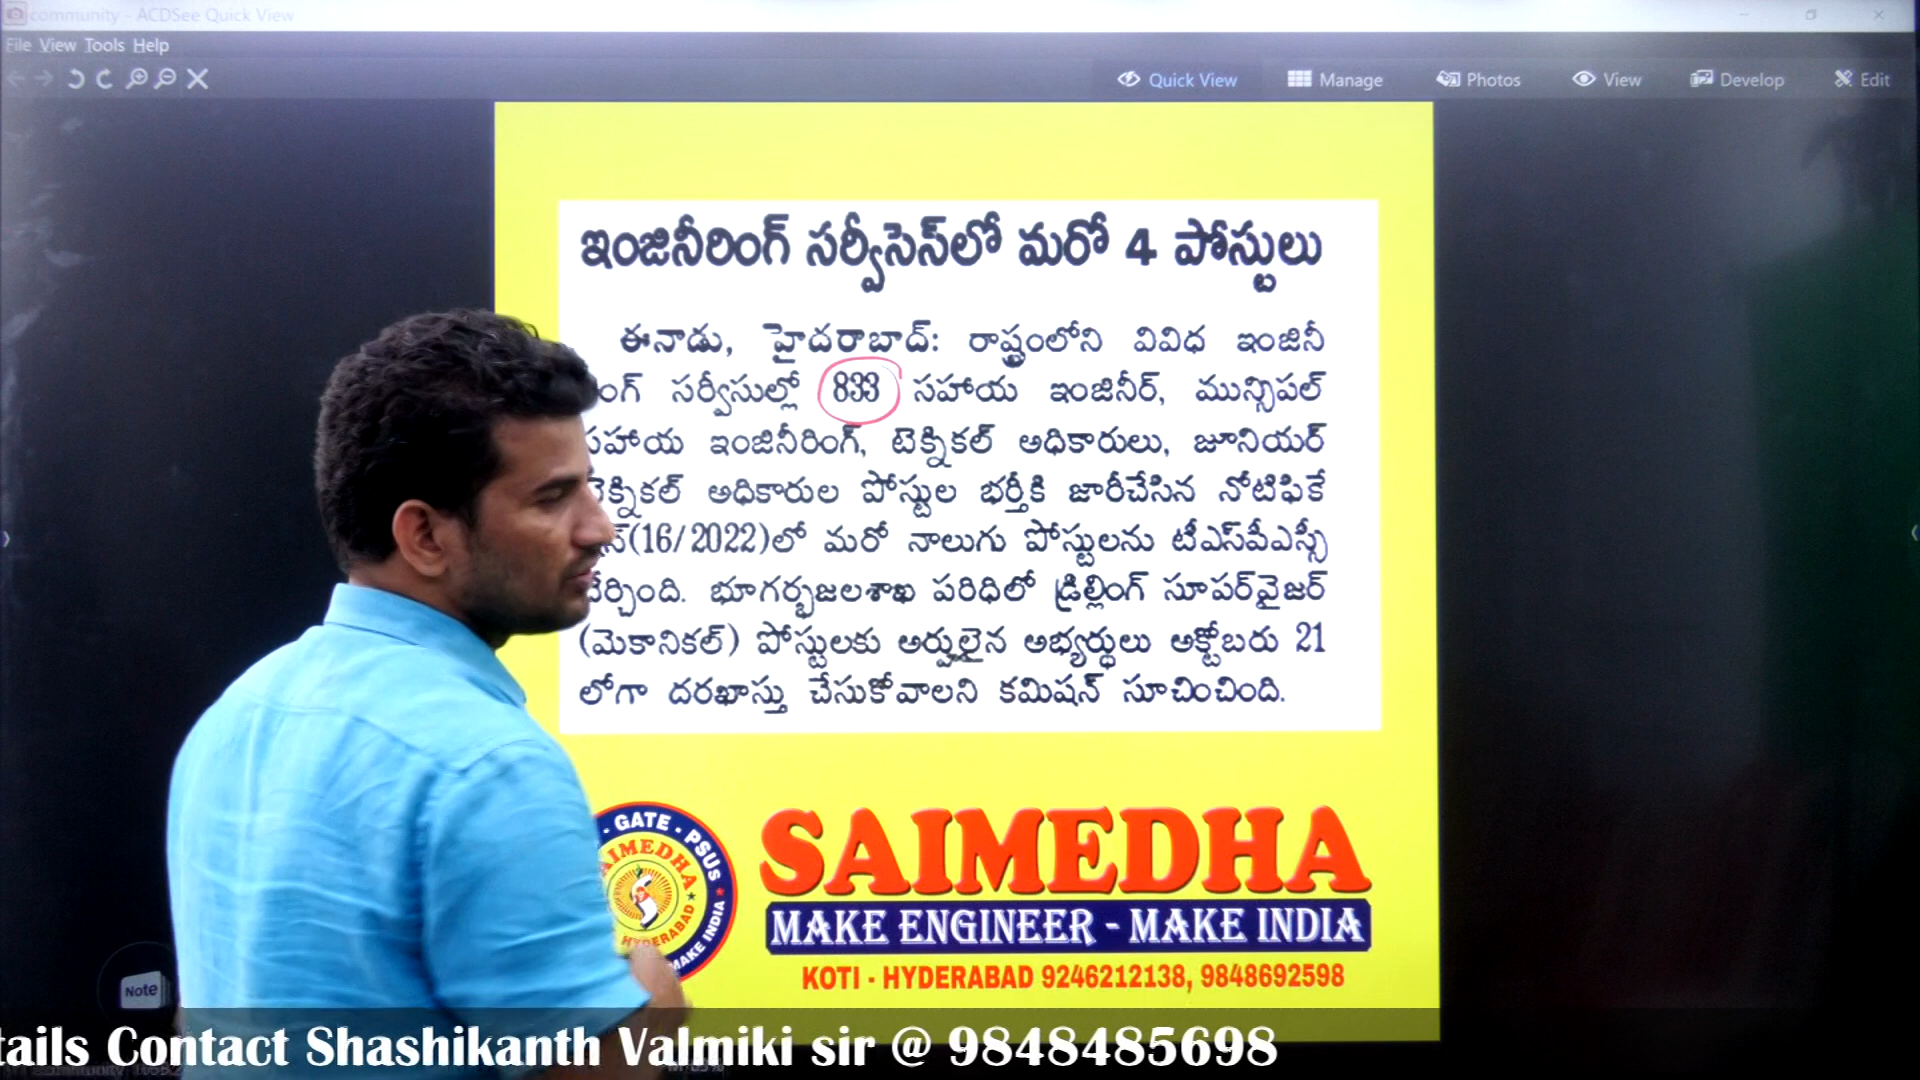 community - ACDSee Quick View
File View Tools Help
Quick View Manage Photos View Develop Edit
ఇంజినీరింగ్ సర్వీసెస్‌లో మరో 4 పోస్టులు
ఈనాడు, హైదరాబాద్: రాష్ట్రంలోని వివిధ ఇంజినీ
ంగ్ సర్వీసుల్లో 833 సహాయ ఇంజినీర్, మున్సిపల్
సహాయ ఇంజినీరింగ్, టెక్నికల్ అధికారులు, జూనియర్
టెక్నికల్ అధికారుల పోస్టుల భర్తీకి జారీచేసిన నోటిఫికే
షన్(16/2022)లో మరో నాలుగు పోస్టులను టీఎస్‌పీఎస్సీ
చేర్చింది. భూగర్భజలశాఖ పరిధిలో డ్రిల్లింగ్ సూపర్‌వైజర్
(మెకానికల్) పోస్టులకు అర్హులైన అభ్యర్థులు అక్టోబరు 21
లోగా దరఖాస్తు చేసుకోవాలని కమిషన్ సూచించింది.
- GATE - PSUS
SAIMEDHA
HYDERABAD
MAKE INDIA
SAIMEDHA
MAKE ENGINEER - MAKE INDIA
KOTI - HYDERABAD 9246212138, 9848692598
Note
tails Contact Shashikanth Valmiki sir @ 9848485698